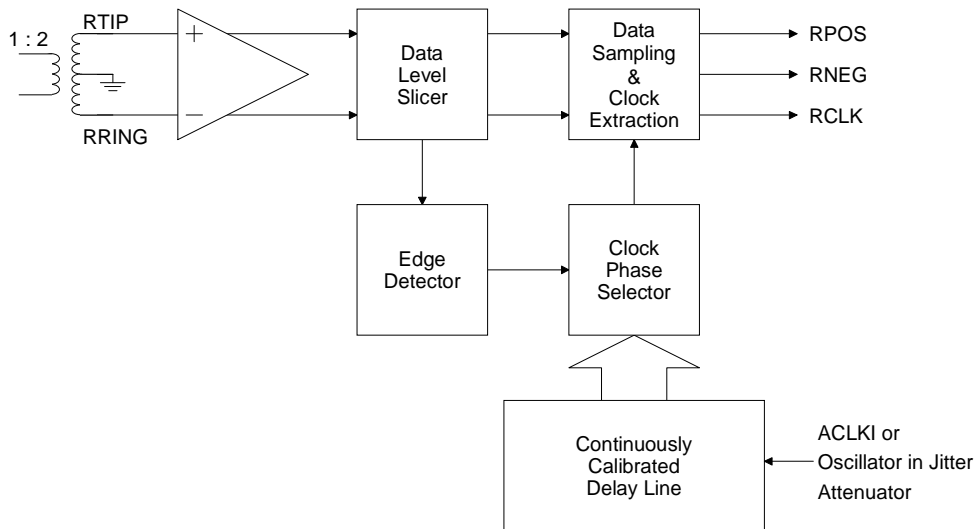 RTIP
1 : 2
RRING
+
−
Data
Level
Slicer
Data
Sampling
&
Clock
Extraction
RPOS
RNEG
RCLK
Edge
Detector
Clock
Phase
Selector
Continuously
Calibrated
Delay Line
ACLKI or
Oscillator in Jitter
Attenuator